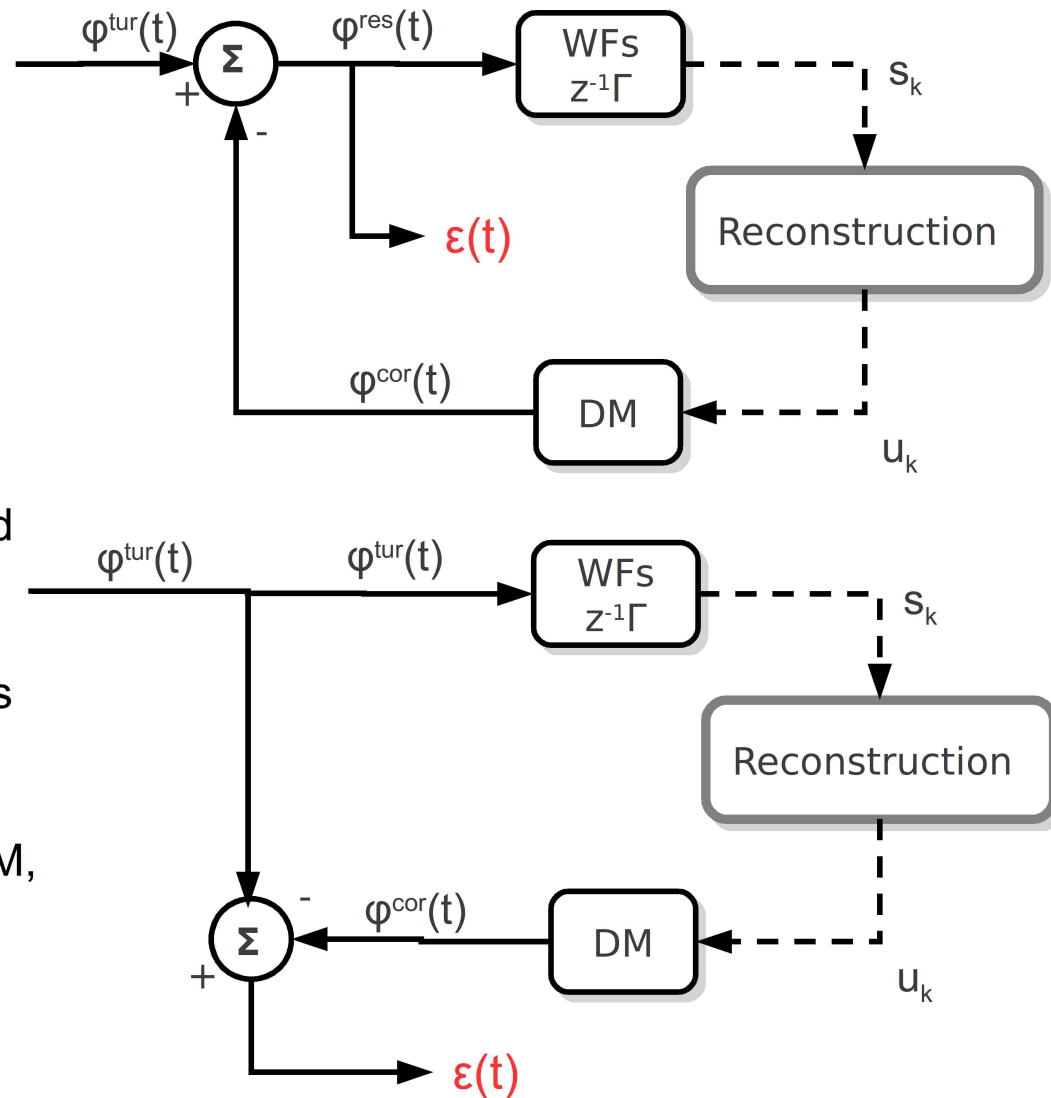 φᵗᵘʳ(t)
Σ
+
-
φʳᵉˢ(t)
WFs
z⁻¹Γ
sₖ
ε(t)
Reconstruction
φᶜᵒʳ(t)
DM
uₖ
d
φᵗᵘʳ(t)
φᵗᵘʳ(t)
WFs
z⁻¹Γ
sₖ
s
Reconstruction
M,
-
Σ
+
φᶜᵒʳ(t)
DM
uₖ
ε(t)